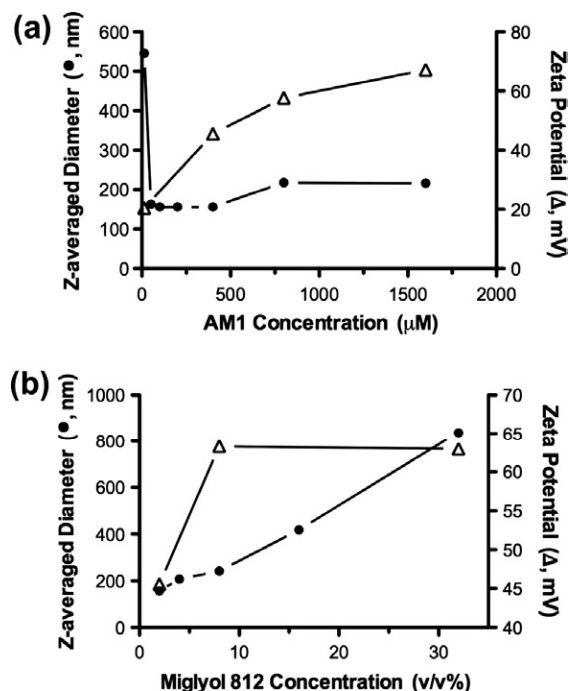 (a)
Z-averaged Diameter (●, nm)
600
500
400
300
200
100
0
80
60
40
20
0
Zeta Potential (Δ, mV)
0 500 1000 1500 2000
AM1 Concentration (μM)
(b)
Z-averaged Diameter (●, nm)
1000
800
600
400
200
0
70
65
60
55
50
45
40
Zeta Potential (Δ, mV)
0 10 20 30
Miglyol 812 Concentration (v/v%)